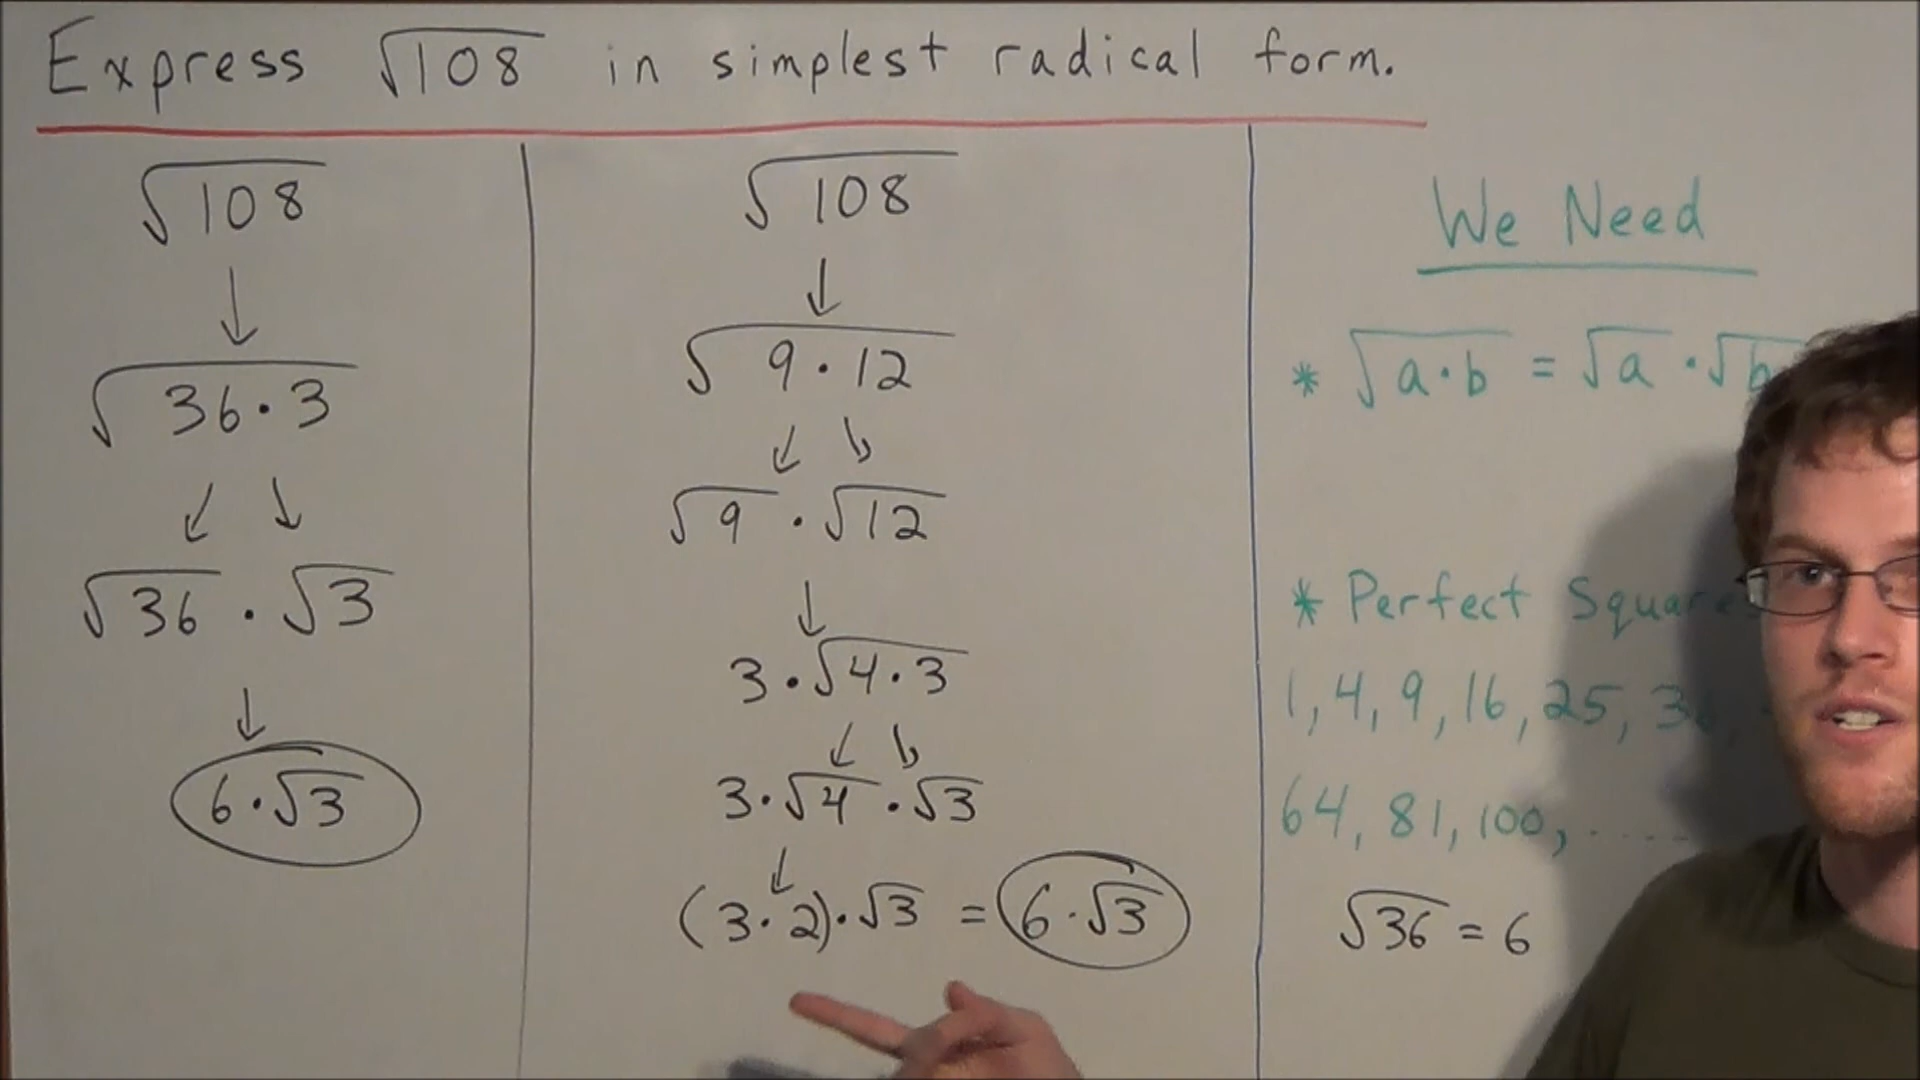 Express √108 in simplest radical form.
√108
↓
√36·3
↙ ↘
√36 · √3
↓
6·√3
√108
↓
√9·12
↙ ↘
√9 · √12
↓
3·√4·3
↙ ↘
3·√4·√3
↓
(3·2)·√3 = 6·√3
We Need
* √a·b = √a · √b
* Perfect Square
1, 4, 9, 16, 25, 36,
64, 81, 100, ......
√36 = 6